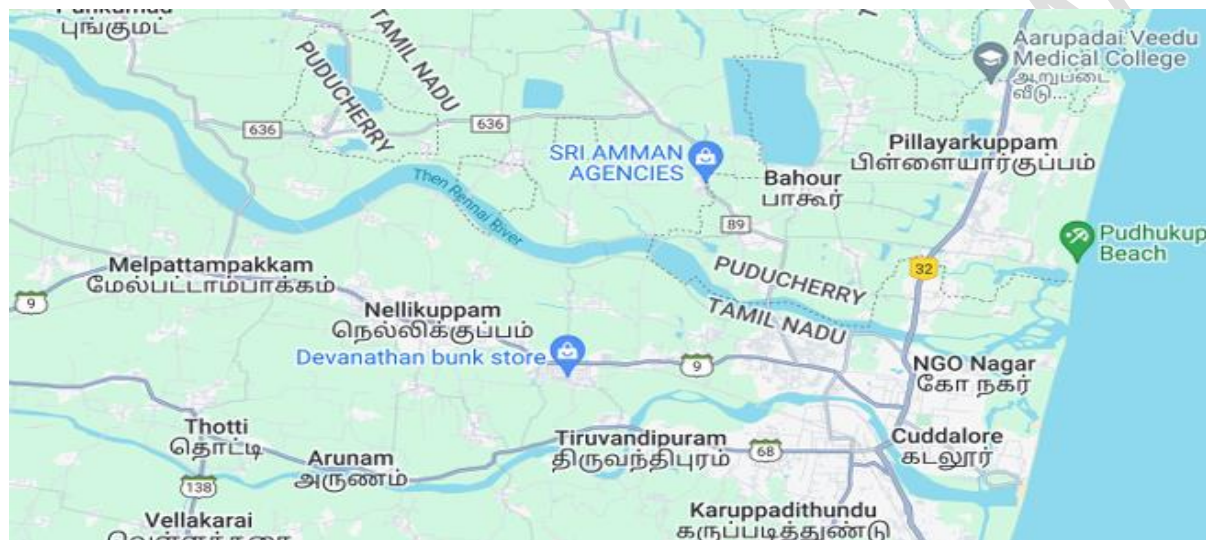 புங்குமட்
TAMIL NADU
PUDUCHERRY
636
636
Aarupadai Veedu
Medical College
அறுபடை
வீடு...
Pillayarkuppam
பிள்ளையார்குப்பம்
SRI AMMAN
AGENCIES
Bahour
பாகூர்
Then Pennai River
89
Pudhukup
Beach
32
PUDUCHERRY
TAMIL NADU
Melpattampakkam
மேல்பட்டாம்பாக்கம்
9
Nellikuppam
நெல்லிக்குப்பம்
Devanathan bunk store
9
NGO Nagar
கோ நகர்
Thotti
தொட்டி
Arunam
அருணம்
Tiruvandipuram
திருவந்திபுரம்
68
Cuddalore
கடலூர்
138
Vellakarai
Karuppadithundu
கருப்படித்துண்டு